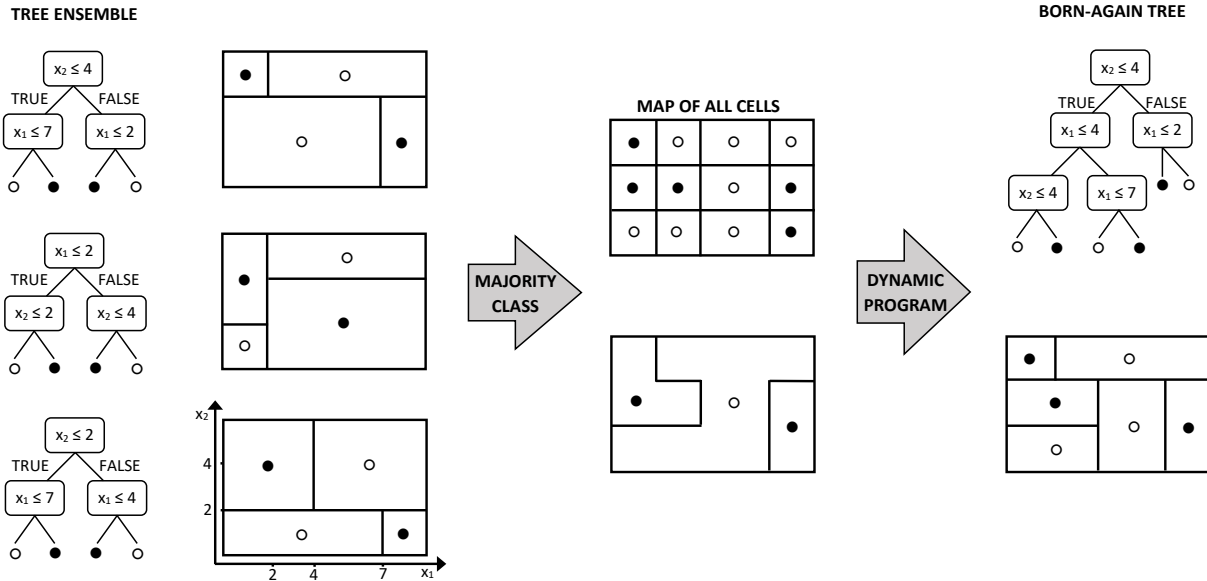 TREE ENSEMBLE
x₂ ≤ 4
TRUE FALSE
x₁ ≤ 7 x₁ ≤ 2
x₁ ≤ 2
TRUE FALSE
x₂ ≤ 2 x₂ ≤ 4
x₂ ≤ 2
TRUE FALSE
x₁ ≤ 7 x₁ ≤ 4
x₂
4
2
2 4 7 x₁
MAJORITY
CLASS
MAP OF ALL CELLS
DYNAMIC
PROGRAM
BORN-AGAIN TREE
x₂ ≤ 4
TRUE FALSE
x₁ ≤ 4 x₁ ≤ 2
x₂ ≤ 4 x₁ ≤ 7